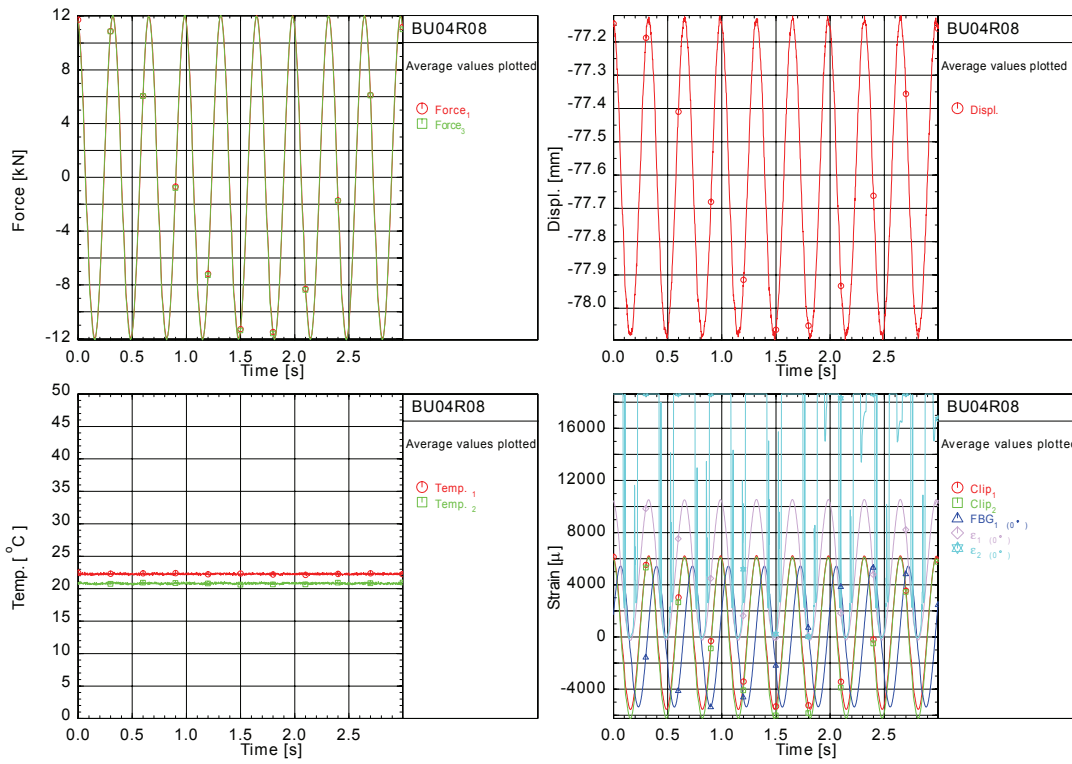 12
8
4
0
-4
-8
-12
Force [kN]
0.0 0.5 1.0 1.5 2.0 2.5
Time [s]
BU04R08
Average values plotted
Force1
Force3
-77.2
-77.3
-77.4
-77.5
-77.6
-77.7
-77.8
-77.9
-78.0
Displ. [mm]
0.0 0.5 1.0 1.5 2.0 2.5
Time [s]
BU04R08
Average values plotted
Displ.
50
45
40
35
30
25
20
15
10
5
0
Temp. [ °C]
0.0 0.5 1.0 1.5 2.0 2.5
Time [s]
BU04R08
Average values plotted
Temp. 1
Temp. 2
16000
12000
8000
4000
0
-4000
Strain [µ]
0.0 0.5 1.0 1.5 2.0 2.5
Time [s]
BU04R08
Average values plotted
Clip1
Clip2
FBG1 (0°)
ε1 (0°)
ε2 (0°)